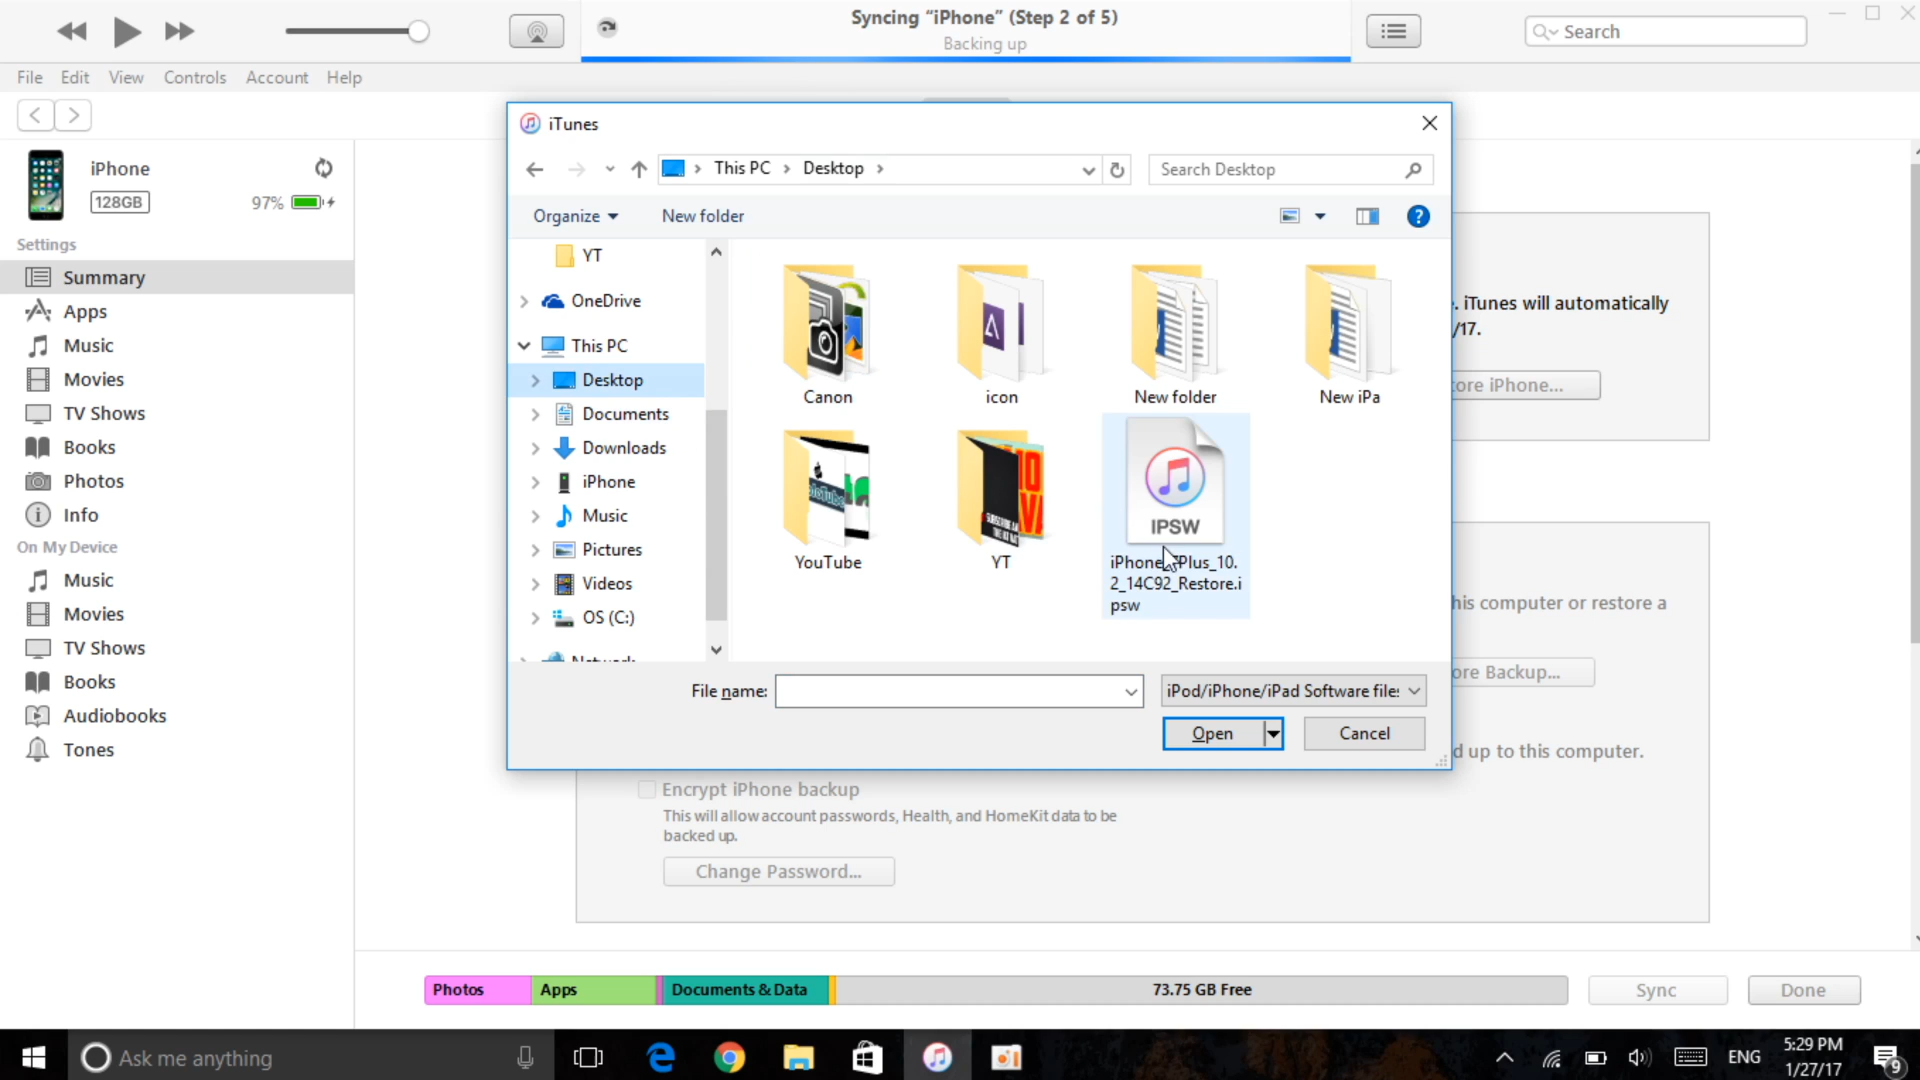 Syncing “iPhone” (Step 2 of 5)
Backing up
Search
File Edit View Controls Account Help
iPhone
128GB
97%
Settings
Summary
Apps
Music
Movies
TV Shows
Books
Photos
Info
On My Device
Music
Movies
TV Shows
Books
Audiobooks
Tones
iTunes
This PC
Desktop
Search Desktop
Organize
New folder
?
YT
OneDrive
This PC
Desktop
Documents
Downloads
iPhone
Music
Pictures
Videos
OS (C:)
Network
Canon
icon
New folder
New iPa
YouTube
YT
IPSW
2_14C92_Restore.i
psw
File name:
iPod/iPhone/iPad Software file
Open
Cancel
. iTunes will automatically
/17.
ore iPhone...
his computer or restore a
ore Backup...
d up to this computer.
Encrypt iPhone backup
This will allow account passwords, Health, and HomeKit data to be
backed up.
Change Password...
Photos
Apps
Documents & Data
73.75 GB Free
Sync
Done
Ask me anything
ENG
5:29 PM
1/27/17
9